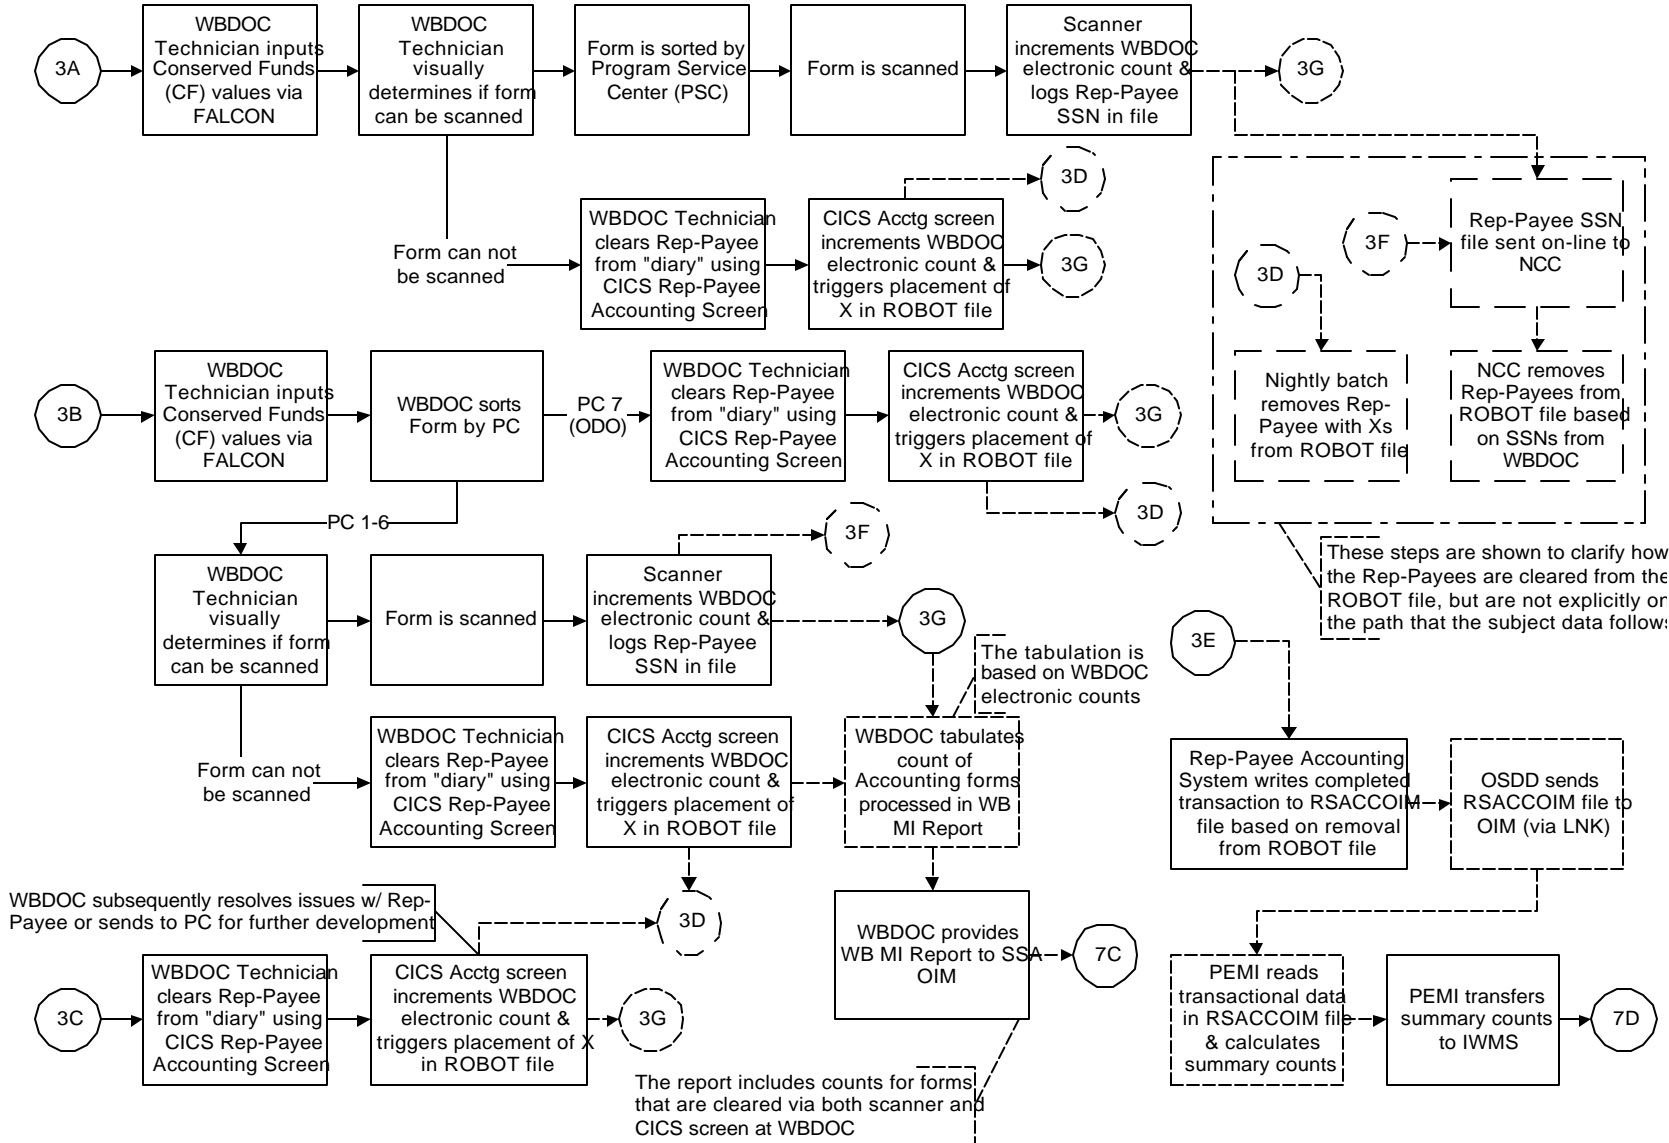 3A
WBDOC
Technician inputs
Conserved Funds
(CF) values via
FALCON
WBDOC
Technician
visually
determines if form
can be scanned
Form is sorted by
Program Service
Center (PSC)
Form is scanned
Scanner
increments WBDOC
electronic count &
logs Rep-Payee
SSN in file
3G
Form can not
be scanned
WBDOC Technician
clears Rep-Payee
from "diary" using
CICS Rep-Payee
Accounting Screen
CICS Acctg screen
increments WBDOC
electronic count &
triggers placement of
X in ROBOT file
3D
3G
3D
3F
Rep-Payee SSN
file sent on-line to
NCC
Nightly batch
removes Rep-
Payee with Xs
from ROBOT file
NCC removes
Rep-Payees from
ROBOT file based
on SSNs from
WBDOC
These steps are shown to clarify how
the Rep-Payees are cleared from the
ROBOT file, but are not explicitly on
the path that the subject data follows
3B
WBDOC
Technician inputs
Conserved Funds
(CF) values via
FALCON
WBDOC sorts
Form by PC
PC 7
(ODO)
WBDOC Technician
clears Rep-Payee
from "diary" using
CICS Rep-Payee
Accounting Screen
CICS Acctg screen
increments WBDOC
electronic count &
triggers placement of
X in ROBOT file
3G
3D
PC 1-6
WBDOC
Technician
visually
determines if form
can be scanned
Form is scanned
Scanner
increments WBDOC
electronic count &
logs Rep-Payee
SSN in file
3F
3G
The tabulation is
based on WBDOC
electronic counts
Form can not
be scanned
WBDOC Technician
clears Rep-Payee
from "diary" using
CICS Rep-Payee
Accounting Screen
CICS Acctg screen
increments WBDOC
electronic count &
triggers placement of
X in ROBOT file
WBDOC tabulates
count of
Accounting forms
processed in WB
MI Report
3D
WBDOC provides
WB MI Report to SSA
OIM
7C
The report includes counts for forms
that are cleared via both scanner and
CICS screen at WBDOC
WBDOC subsequently resolves issues w/ Rep-
Payee or sends to PC for further development
3C
WBDOC Technician
clears Rep-Payee
from "diary" using
CICS Rep-Payee
Accounting Screen
CICS Acctg screen
increments WBDOC
electronic count &
triggers placement of X
in ROBOT file
3G
3E
Rep-Payee Accounting
System writes completed
transaction to RSACCOIM
file based on removal
from ROBOT file
OSDD sends
RSACCOIM file to
OIM (via LNK)
PEMI reads
transactional data
in RSACCOIM file
& calculates
summary counts
PEMI transfers
summary counts
to IWMS
7D